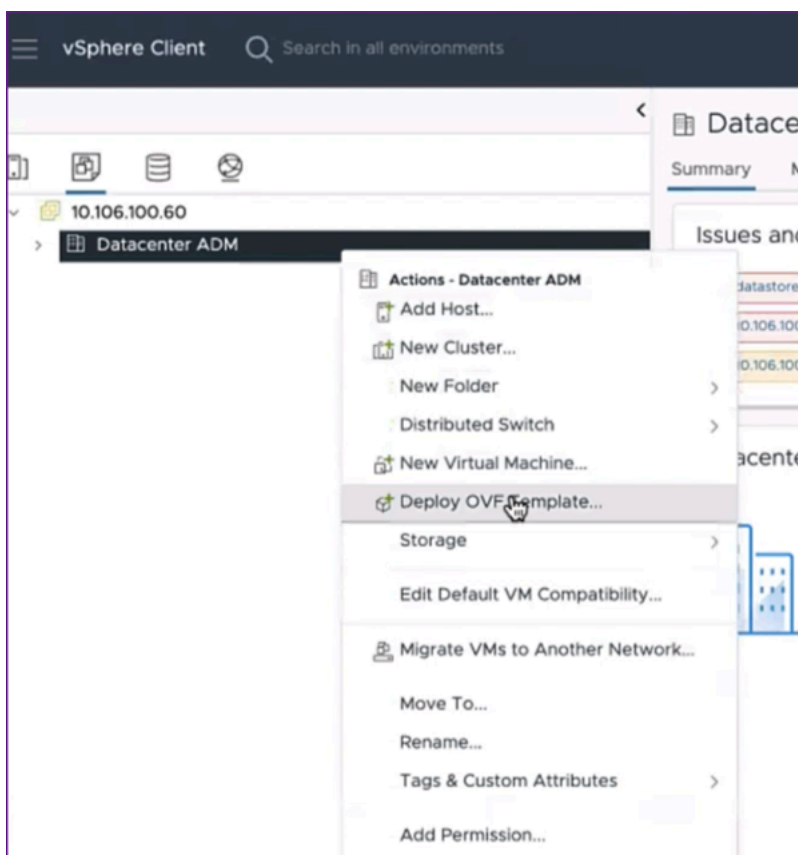 vSphere Client
Search in all environments
Summary
10.106.100.60
Datacenter ADM
Issues
Actions - Datacenter ADM
Add Host...
New Cluster...
New Folder
Distributed Switch
New Virtual Machine...
Deploy OVF Template...
Storage
Edit Default VM Compatibility...
Migrate VMs to Another Network...
Move To...
Rename...
Tags & Custom Attributes
Add Permission...